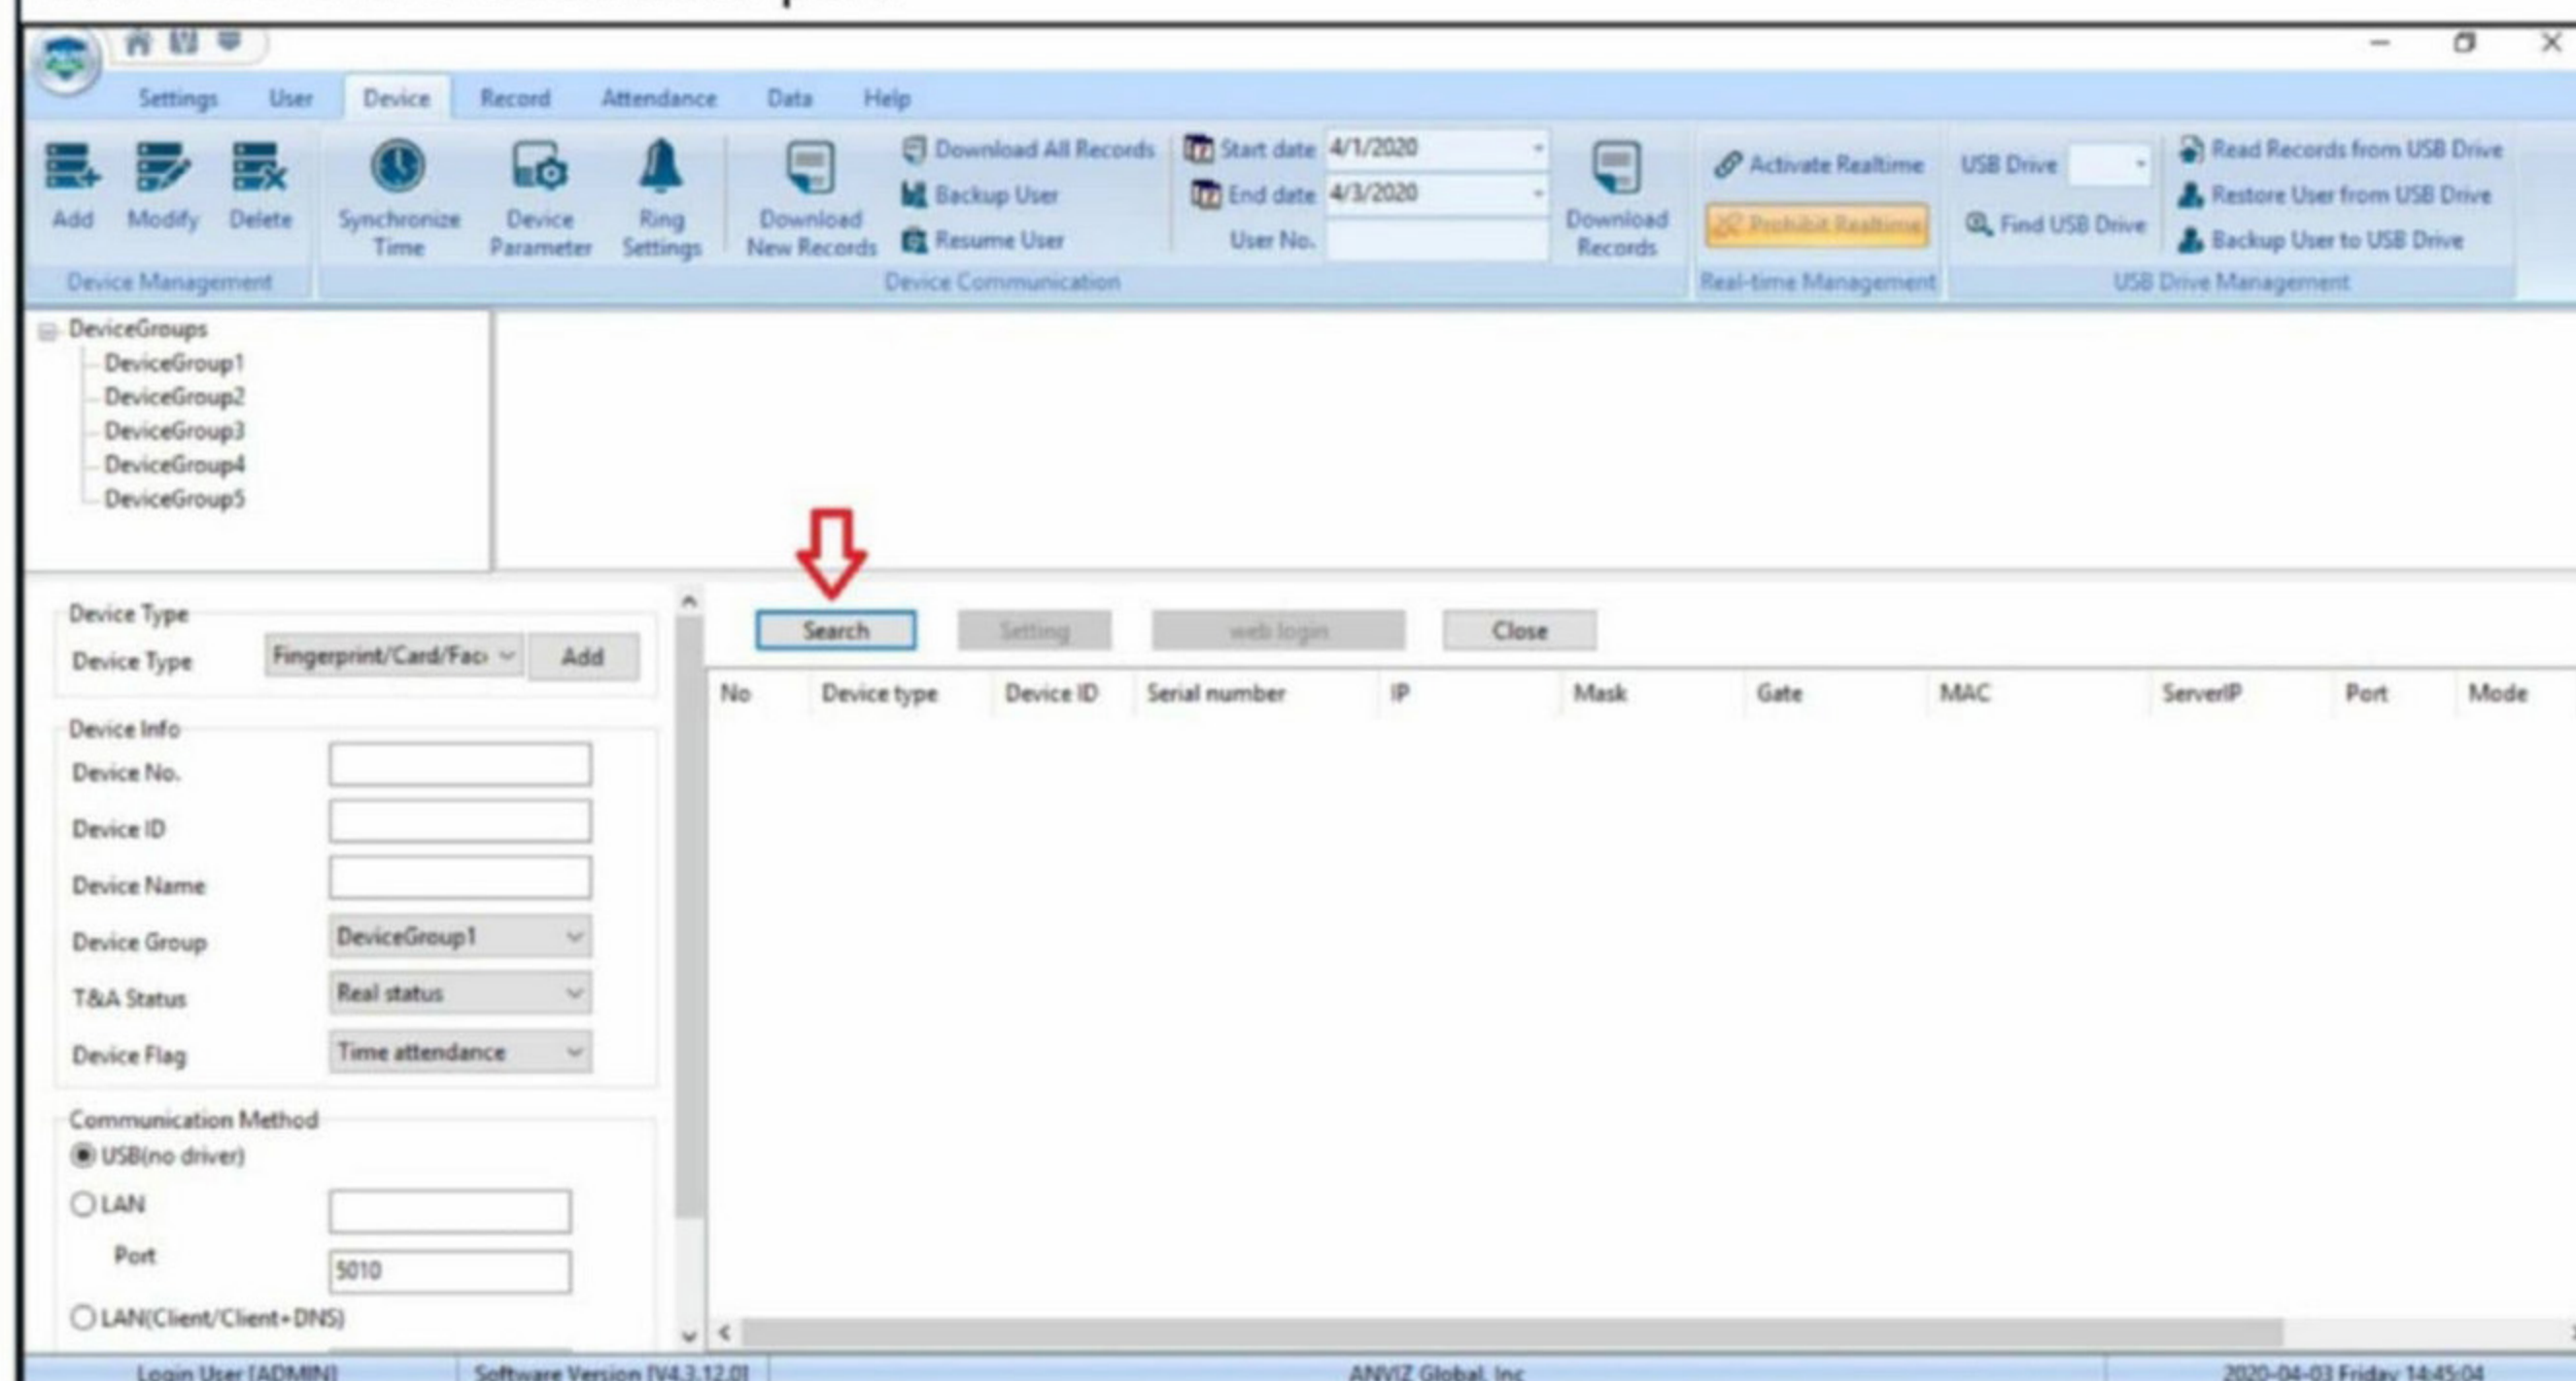 Settings User Device Record Attendance Data Help
Add Modify Delete
Device Management
Synchronize Time
Device Parameter
Ring Settings
Download New Records
Download All Records
Backup User
Resume User
Start date 4/1/2020
End date 4/3/2020
User No.
Download Records
Device Communication
Activate Realtime
Prohibit Realtime
Real-time Management
USB Drive
Find USB Drive
Read Records from USB Drive
Restore User from USB Drive
Backup User to USB Drive
USB Drive Management
DeviceGroups
DeviceGroup1
DeviceGroup2
DeviceGroup3
DeviceGroup4
DeviceGroup5
Device Type
Device Type Fingerprint/Card/Fac Add
Device Info
Device No.
Device ID
Device Name
Device Group DeviceGroup1
T&A Status Real status
Device Flag Time attendance
Communication Method
USB(no driver)
LAN
Port 5010
LAN(Client/Client+DNS)
Search Setting web login Close
No Device type Device ID Serial number IP Mask Gate MAC ServerIP Port Mode
Login User [ADMIN] Software Version [V4.3.12.0] ANVIZ Global, Inc 2020-04-03 Friday 14:45:04